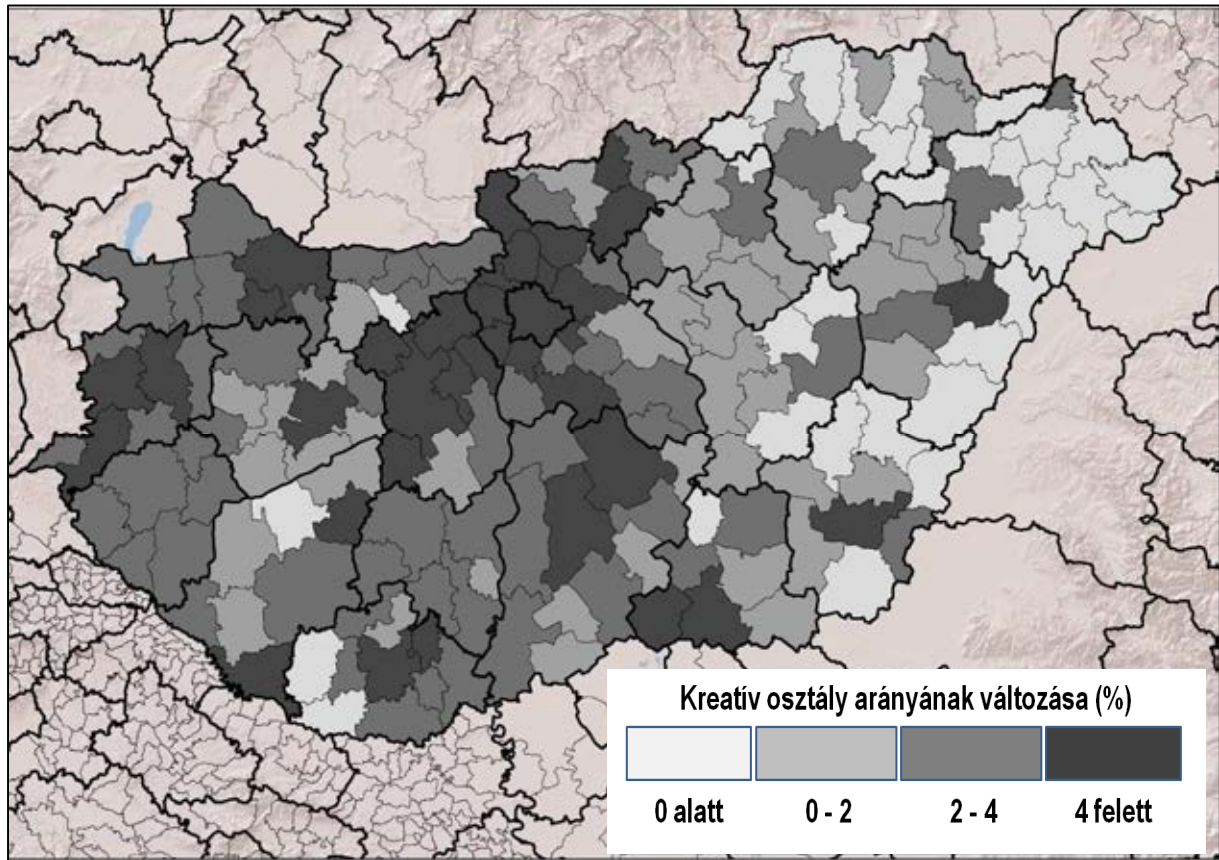 Kreatív osztály arányának változása (%)
0 alatt
0 - 2
2 - 4
4 felett